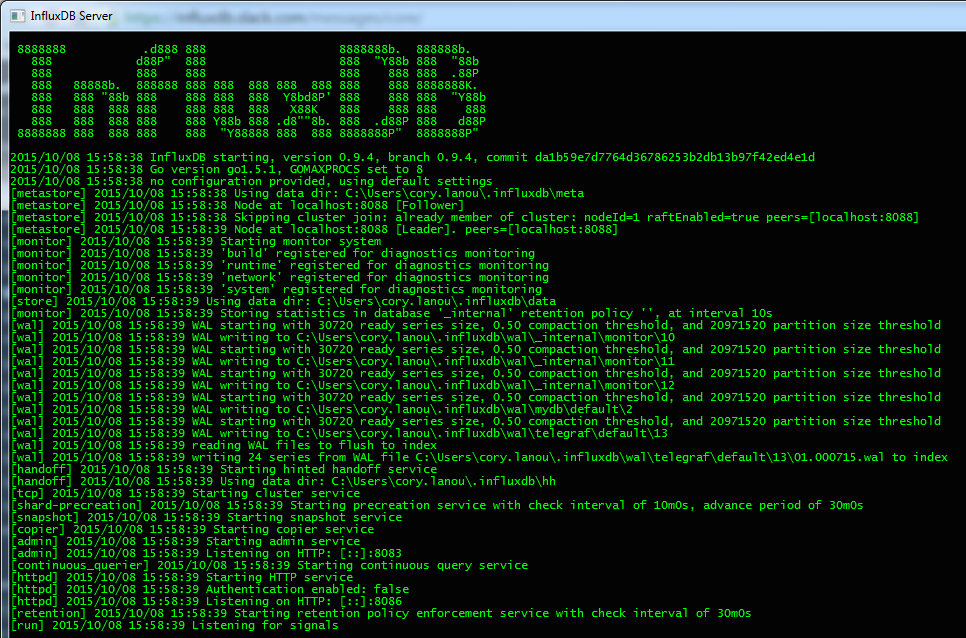 InfluxDB Server
 8888888           .d888 888                   8888888b.  888888b.
   888            d88P"  888                   888  "Y88b 888  "88b
   888            888    888                   888    888 888  .88P
   888   88888b.  888888 888 888  888 888  888 888    888 8888888K.
   888   888 "88b 888    888 888  888  Y8bd8P' 888    888 888  "Y88b
   888   888  888 888    888 888  888   X88K   888    888 888    888
   888   888  888 888    888 Y88b 888 .d8""8b. 888  .d88P 888   d88P
 8888888 888  888 888    888  "Y88888 888  888 8888888P"  8888888P"
2015/10/08 15:58:38 InfluxDB starting, version 0.9.4, branch 0.9.4, commit da1b59e7d7764d36786253b2db13b97f42ed4e1d
2015/10/08 15:58:38 Go version go1.5.1, GOMAXPROCS set to 8
2015/10/08 15:58:38 no configuration provided, using default settings
[metastore] 2015/10/08 15:58:38 Using data dir: C:\Users\cory.lanou\.influxdb\meta
[metastore] 2015/10/08 15:58:38 Node at localhost:8088 [Follower]
[metastore] 2015/10/08 15:58:38 Skipping cluster join: already member of cluster: nodeId=1 raftEnabled=true peers=[localhost:8088]
[metastore] 2015/10/08 15:58:39 Node at localhost:8088 [Leader]. peers=[localhost:8088]
[monitor] 2015/10/08 15:58:39 Starting monitor system
[monitor] 2015/10/08 15:58:39 'build' registered for diagnostics monitoring
[monitor] 2015/10/08 15:58:39 'runtime' registered for diagnostics monitoring
[monitor] 2015/10/08 15:58:39 'network' registered for diagnostics monitoring
[monitor] 2015/10/08 15:58:39 'system' registered for diagnostics monitoring
[store] 2015/10/08 15:58:39 Using data dir: C:\Users\cory.lanou\.influxdb\data
[monitor] 2015/10/08 15:58:39 Storing statistics in database '_internal' retention policy '', at interval 10s
[wal] 2015/10/08 15:58:39 WAL starting with 30720 ready series size, 0.50 compaction threshold, and 20971520 partition size threshold
[wal] 2015/10/08 15:58:39 WAL writing to C:\Users\cory.lanou\.influxdb\wal\_internal\monitor\10
[wal] 2015/10/08 15:58:39 WAL starting with 30720 ready series size, 0.50 compaction threshold, and 20971520 partition size threshold
[wal] 2015/10/08 15:58:39 WAL writing to C:\Users\cory.lanou\.influxdb\wal\_internal\monitor\11
[wal] 2015/10/08 15:58:39 WAL starting with 30720 ready series size, 0.50 compaction threshold, and 20971520 partition size threshold
[wal] 2015/10/08 15:58:39 WAL writing to C:\Users\cory.lanou\.influxdb\wal\_internal\monitor\12
[wal] 2015/10/08 15:58:39 WAL starting with 30720 ready series size, 0.50 compaction threshold, and 20971520 partition size threshold
[wal] 2015/10/08 15:58:39 WAL writing to C:\Users\cory.lanou\.influxdb\wal\mydb\default\2
[wal] 2015/10/08 15:58:39 WAL starting with 30720 ready series size, 0.50 compaction threshold, and 20971520 partition size threshold
[wal] 2015/10/08 15:58:39 WAL writing to C:\Users\cory.lanou\.influxdb\wal\telegraf\default\13
[wal] 2015/10/08 15:58:39 reading WAL files to flush to index
[wal] 2015/10/08 15:58:39 writing 24 series from WAL file C:\Users\cory.lanou\.influxdb\wal\telegraf\default\13\01.000715.wal to index
[handoff] 2015/10/08 15:58:39 Starting hinted handoff service
[handoff] 2015/10/08 15:58:39 Using data dir: C:\Users\cory.lanou\.influxdb\hh
[tcp] 2015/10/08 15:58:39 Starting cluster service
[shard-precreation] 2015/10/08 15:58:39 Starting precreation service with check interval of 10m0s, advance period of 30m0s
[snapshot] 2015/10/08 15:58:39 Starting snapshot service
[copier] 2015/10/08 15:58:39 Starting copier service
[admin] 2015/10/08 15:58:39 Starting admin service
[admin] 2015/10/08 15:58:39 Listening on HTTP: [::]:8083
[continuous_querier] 2015/10/08 15:58:39 Starting continuous query service
[httpd] 2015/10/08 15:58:39 Starting HTTP service
[httpd] 2015/10/08 15:58:39 Authentication enabled: false
[httpd] 2015/10/08 15:58:39 Listening on HTTP: [::]:8086
[retention] 2015/10/08 15:58:39 Starting retention policy enforcement service with check interval of 30m0s
[run] 2015/10/08 15:58:39 Listening for signals